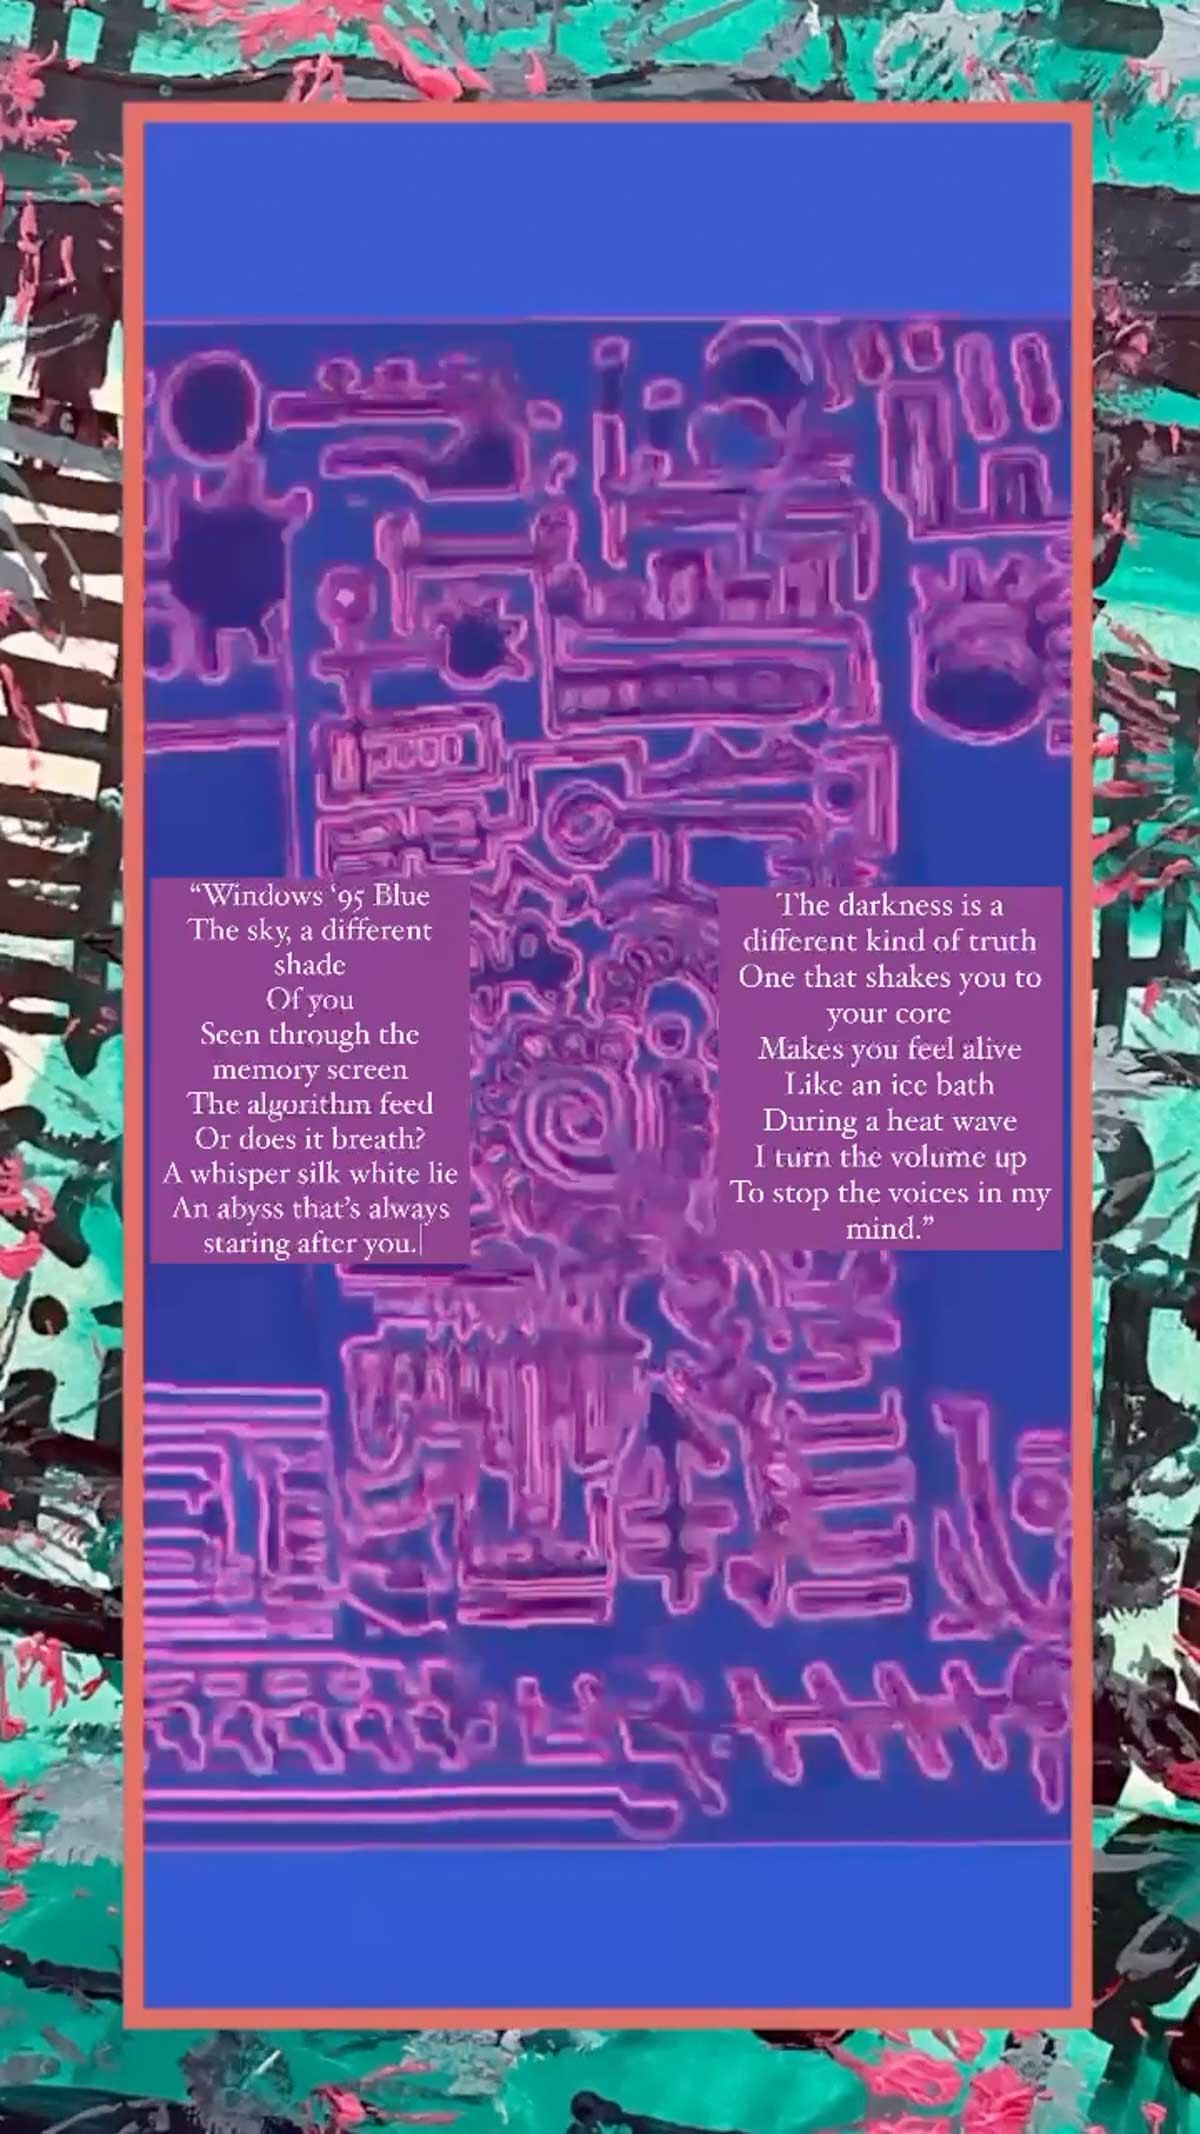 “Windows ‘95 Blue
The sky, a different
shade
Of you
Seen through the
memory screen
The algorithm feed
Or does it breath?
A whisper silk white lie
An abyss that’s always
staring after you.
The darkness is a
different kind of truth
One that shakes you to
your core
Makes you feel alive
Like an ice bath
During a heat wave
I turn the volume up
To stop the voices in my
mind.”